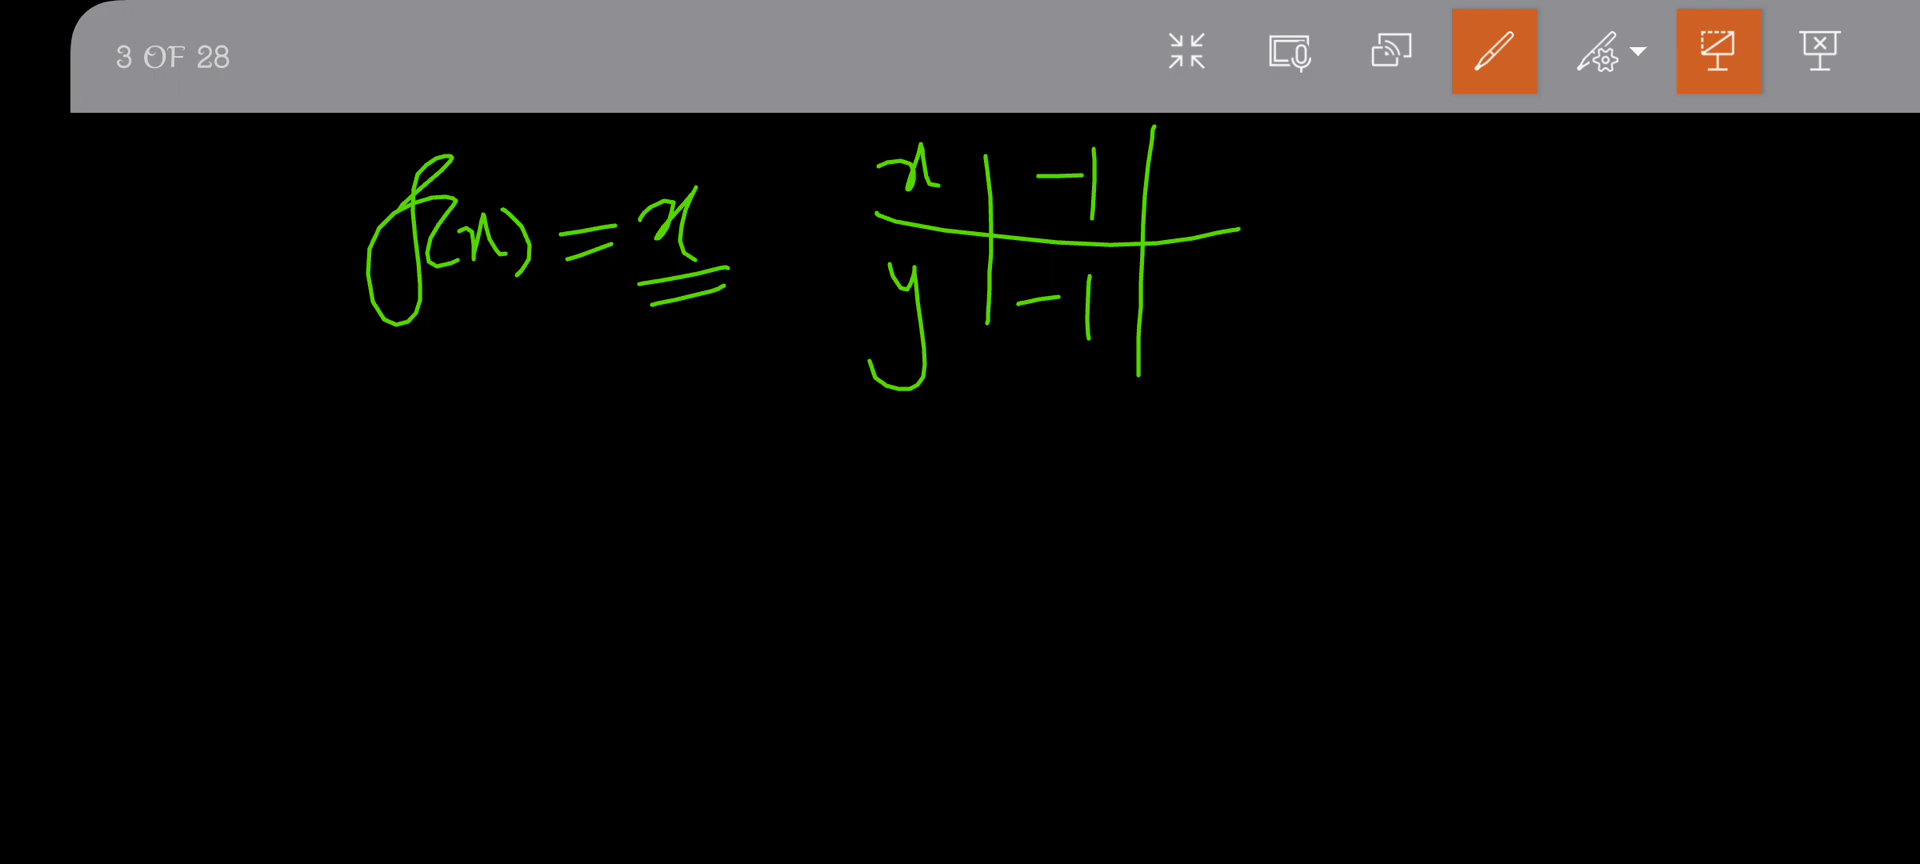 3 OF 28
f(x) = x
x | -1 |
y | -1 |